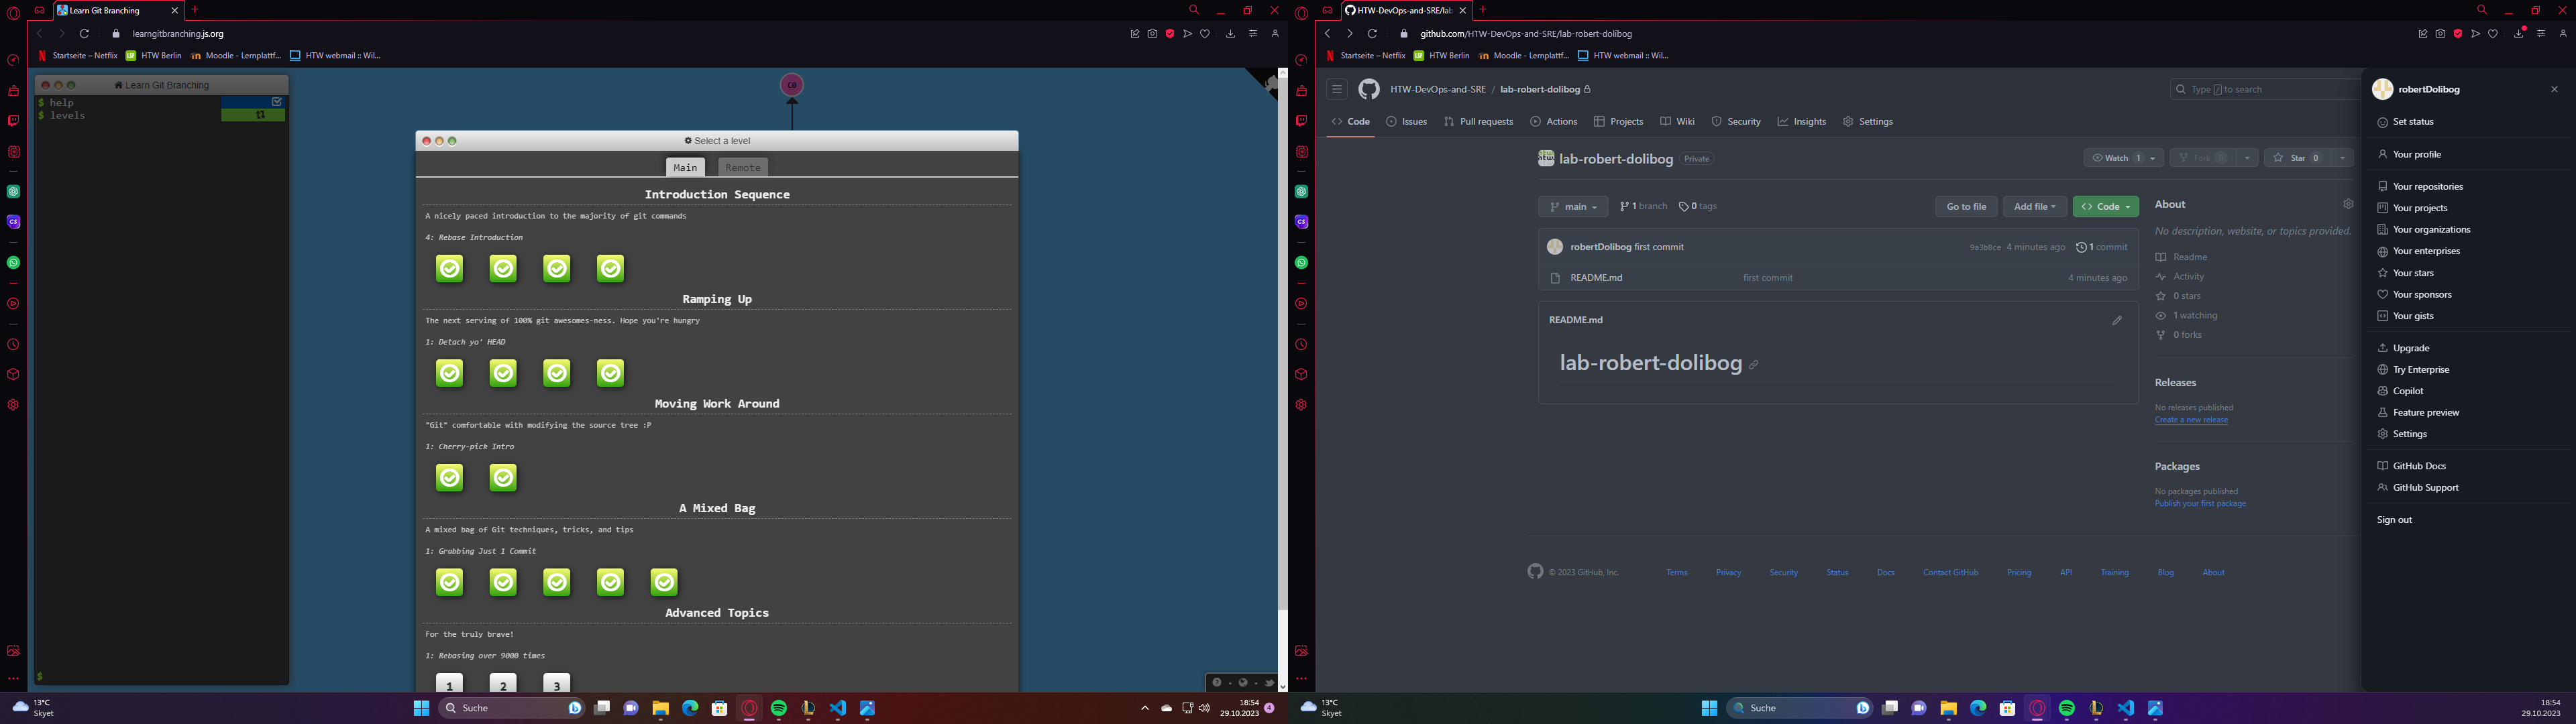 Learn Git Branching
learngitbranching.js.org
Startseite – Netflix
HTW Berlin
Moodle - Lernplattf...
HTW webmail :: Wil...
Learn Git Branching
$ help
$ levels
$
C0
Select a level
Main Remote
Introduction Sequence
A nicely paced introduction to the majority of git commands
4: Rebase Introduction
Ramping Up
The next serving of 100% git awesomes-ness. Hope you're hungry
1: Detach yo' HEAD
Moving Work Around
"Git" comfortable with modifying the source tree :P
1: Cherry-pick Intro
A Mixed Bag
A mixed bag of Git techniques, tricks, and tips
1: Grabbing Just 1 Commit
Advanced Topics
For the truly brave!
1: Rebasing over 9000 times
1 2 3
13°C
Skyet
Suche
18:54
29.10.2023
4
HTW-DevOps-and-SRE/lab
github.com/HTW-DevOps-and-SRE/lab-robert-dolibog
Startseite – Netflix
HTW Berlin
Moodle - Lernplattf...
HTW webmail :: Wil...
HTW-DevOps-and-SRE / lab-robert-dolibog
Type / to search
Code Issues Pull requests Actions Projects Wiki Security Insights Settings
lab-robert-dolibog Private
Watch 1
Fork 0
Star 0
main
1 branch
0 tags
Go to file
Add file
Code
robertDolibog first commit
9a3b8ce 4 minutes ago
1 commit
README.md
first commit
4 minutes ago
README.md
lab-robert-dolibog
About
No description, website, or topics provided.
Readme
Activity
0 stars
1 watching
0 forks
Releases
No releases published
Create a new release
Packages
No packages published
Publish your first package
© 2023 GitHub, Inc.
Terms Privacy Security Status Docs Contact GitHub Pricing API Training Blog About
robertDolibog
Set status
Your profile
Your repositories
Your projects
Your organizations
Your enterprises
Your stars
Your sponsors
Your gists
Upgrade
Try Enterprise
Copilot
Feature preview
Settings
GitHub Docs
GitHub Support
Sign out
13°C
Skyet
Suche
18:54
29.10.2023